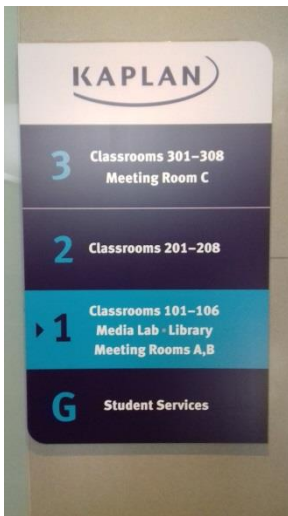 KAPLAN
3
Classrooms 301–308
Meeting Room C
2
Classrooms 201–208
1
Classrooms 101–106
Media Lab · Library
Meeting Rooms A,B
G
Student Services